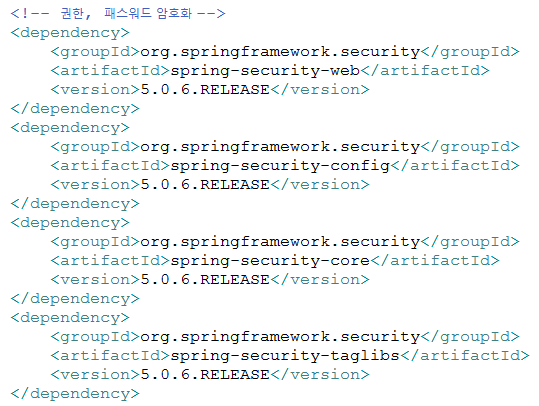 <!-- 권한, 패스워드 암호화 -->
<dependency>
    <groupId>org.springframework.security</groupId>
    <artifactId>spring-security-web</artifactId>
    <version>5.0.6.RELEASE</version>
</dependency>
<dependency>
    <groupId>org.springframework.security</groupId>
    <artifactId>spring-security-config</artifactId>
    <version>5.0.6.RELEASE</version>
</dependency>
<dependency>
    <groupId>org.springframework.security</groupId>
    <artifactId>spring-security-core</artifactId>
    <version>5.0.6.RELEASE</version>
</dependency>
<dependency>
    <groupId>org.springframework.security</groupId>
    <artifactId>spring-security-taglibs</artifactId>
    <version>5.0.6.RELEASE</version>
</dependency>